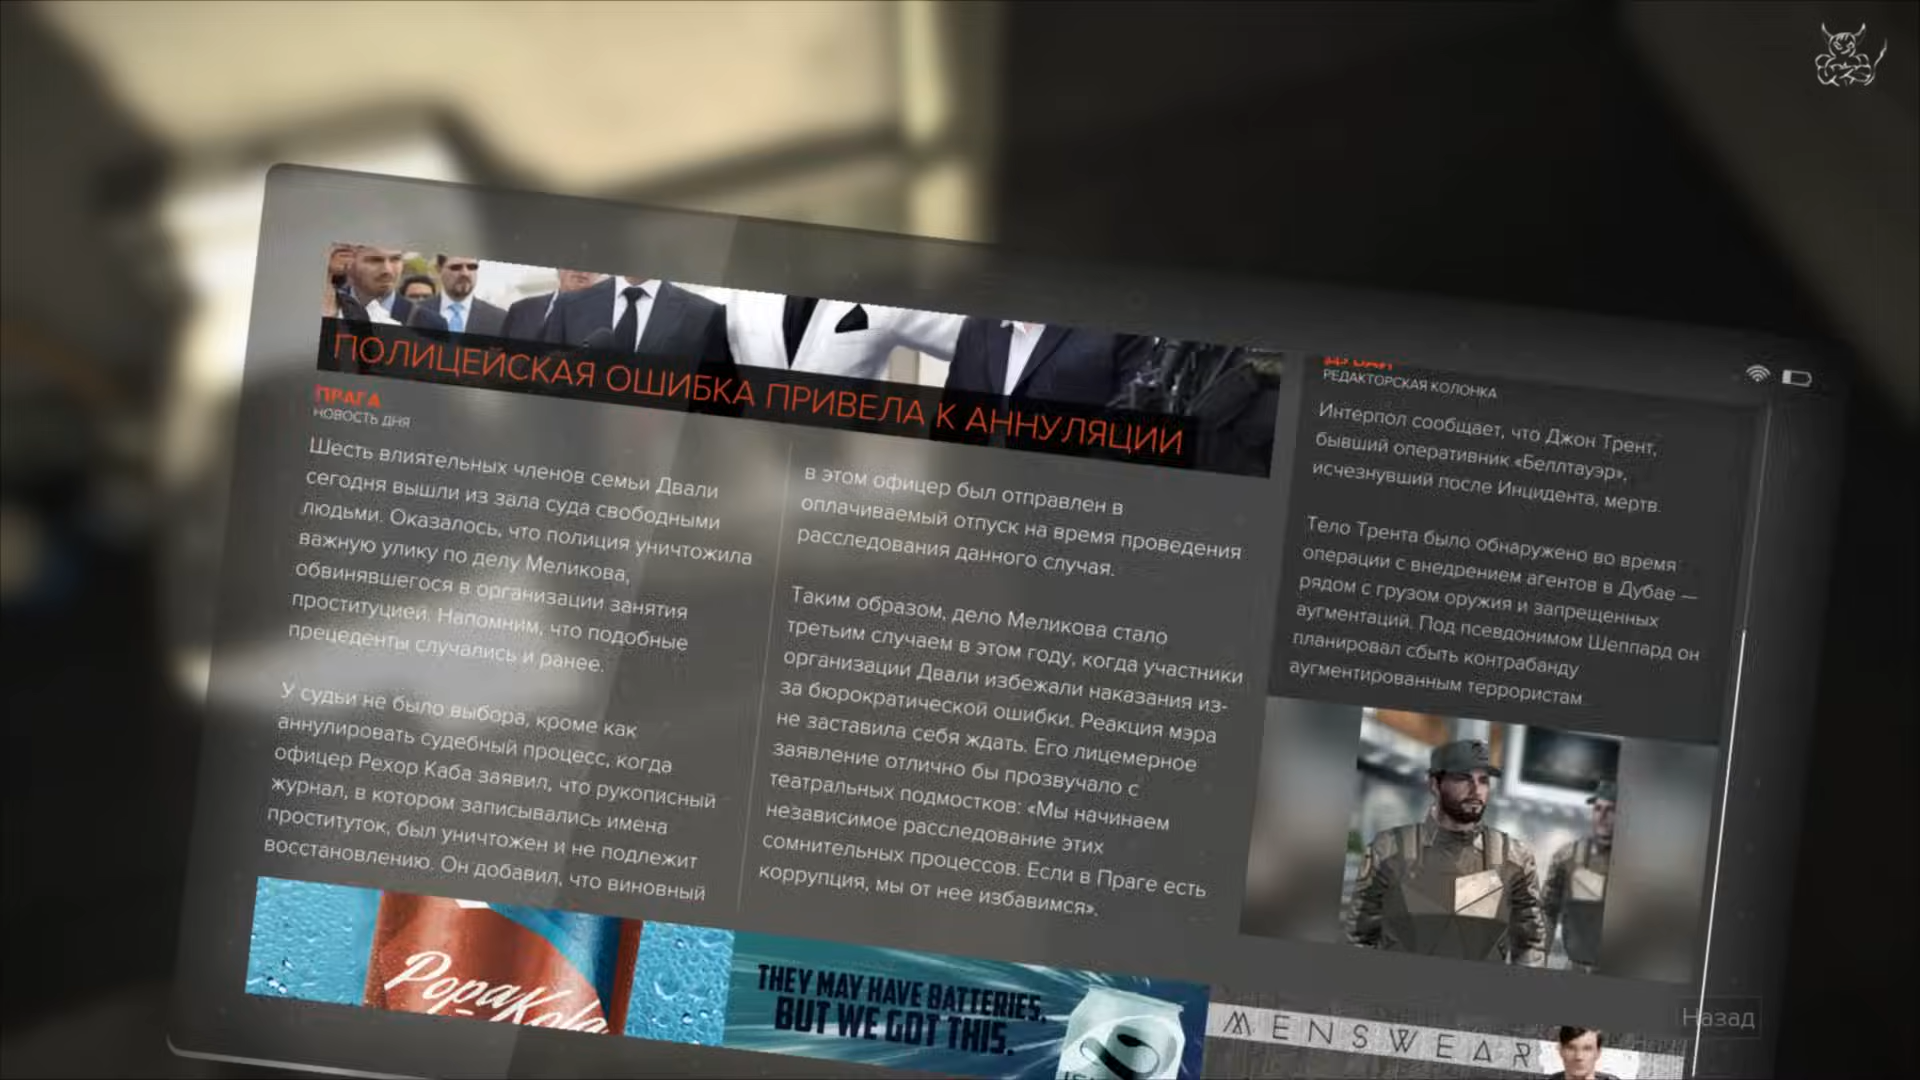 ПОЛИЦЕЙСКАЯ ОШИБКА ПРИВЕЛА К АННУЛЯЦИИ
ПРАГА
НОВОСТЬ ДНЯ
Шесть влиятельных членов семьи Двали
сегодня вышли из зала суда свободными
людьми. Оказалось, что полиция уничтожила
важную улику по делу Меликова,
обвинявшегося в организации занятия
проституцией. Напомним, что подобные
прецеденты случались и ранее.
У судьи не было выбора, кроме как
аннулировать судебный процесс, когда
офицер Рехор Каба заявил, что рукописный
журнал, в котором записывались имена
проституток, был уничтожен и не подлежит
восстановлению. Он добавил, что виновный
в этом офицер был отправлен в
оплачиваемый отпуск на время проведения
расследования данного случая.
Таким образом, дело Меликова стало
третьим случаем в этом году, когда участники
организации Двали избежали наказания из-
за бюрократической ошибки. Реакция мэра
не заставила себя ждать. Его лицемерное
заявление отлично бы прозвучало с
театральных подмостков: «Мы начинаем
независимое расследование этих
сомнительных процессов. Если в Праге есть
коррупция, мы от нее избавимся».
ДУБАЙ
РЕДАКТОРСКАЯ КОЛОНКА
Интерпол сообщает, что Джон Трент,
бывший оперативник «Беллтауэр»,
исчезнувший после Инцидента, мертв.
Тело Трента было обнаружено во время
операции с внедрением агентов в Дубае —
рядом с грузом оружия и запрещенных
аугментаций. Под псевдонимом Шеппард он
планировал сбыть контрабанду
аугментированным террористам
Popa-Kola
THEY MAY HAVE BATTERIES.
BUT WE GOT THIS.
MENSWEAR
Назад